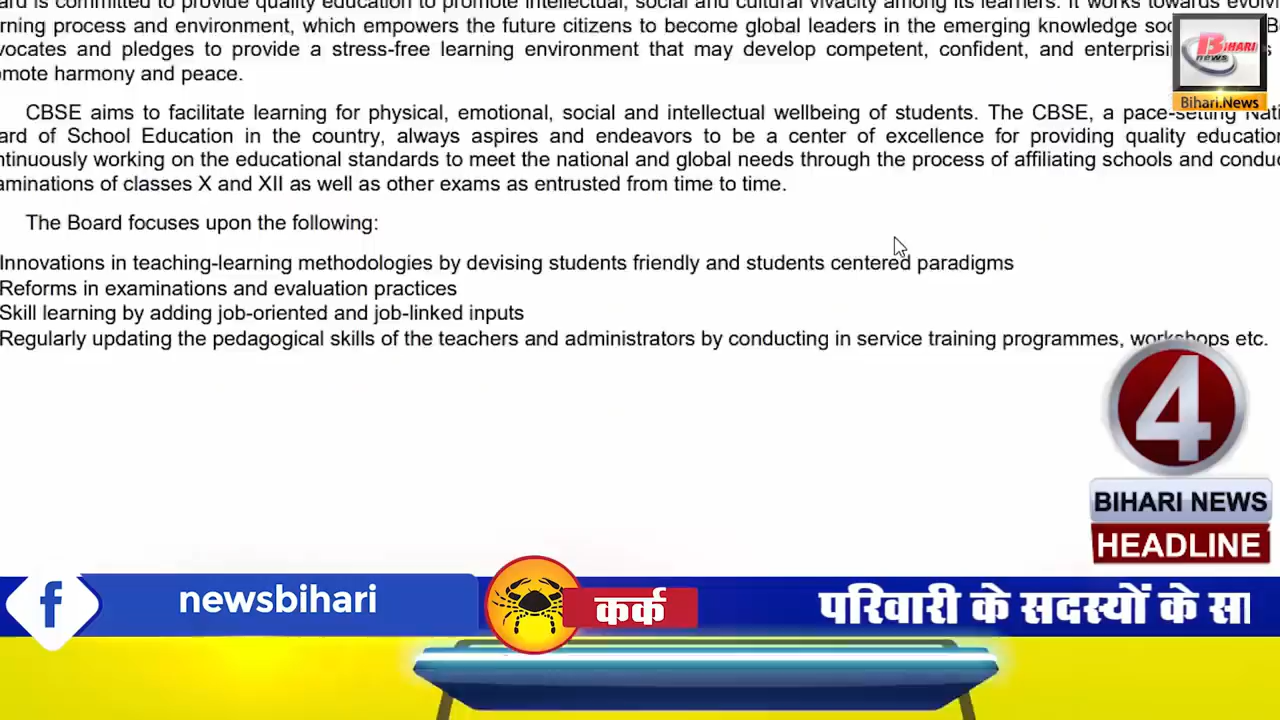 ard is committed to provide quality education to promote intellectual, social and cultural vivacity among its learners. It works towards evolvi
rning process and environment, which empowers the future citizens to become global leaders in the emerging knowledge so
vocates and pledges to provide a stress-free learning environment that may develop competent, confident, and enterprisi
omote harmony and peace.
CBSE aims to facilitate learning for physical, emotional, social and intellectual wellbeing of students. The CBSE, a pace-setting Nati
ard of School Education in the country, always aspires and endeavors to be a center of excellence for providing quality education
ntinuously working on the educational standards to meet the national and global needs through the process of affiliating schools and conduc
aminations of classes X and XII as well as other exams as entrusted from time to time.
The Board focuses upon the following:
Innovations in teaching-learning methodologies by devising students friendly and students centered paradigms
Reforms in examinations and evaluation practices
Skill learning by adding job-oriented and job-linked inputs
Regularly updating the pedagogical skills of the teachers and administrators by conducting in service training programmes, workshops etc.
BIHARI
news
Bihari.News
4
BIHARI NEWS
HEADLINE
f newsbihari
कर्क
परिवारी के सदस्यों के सा